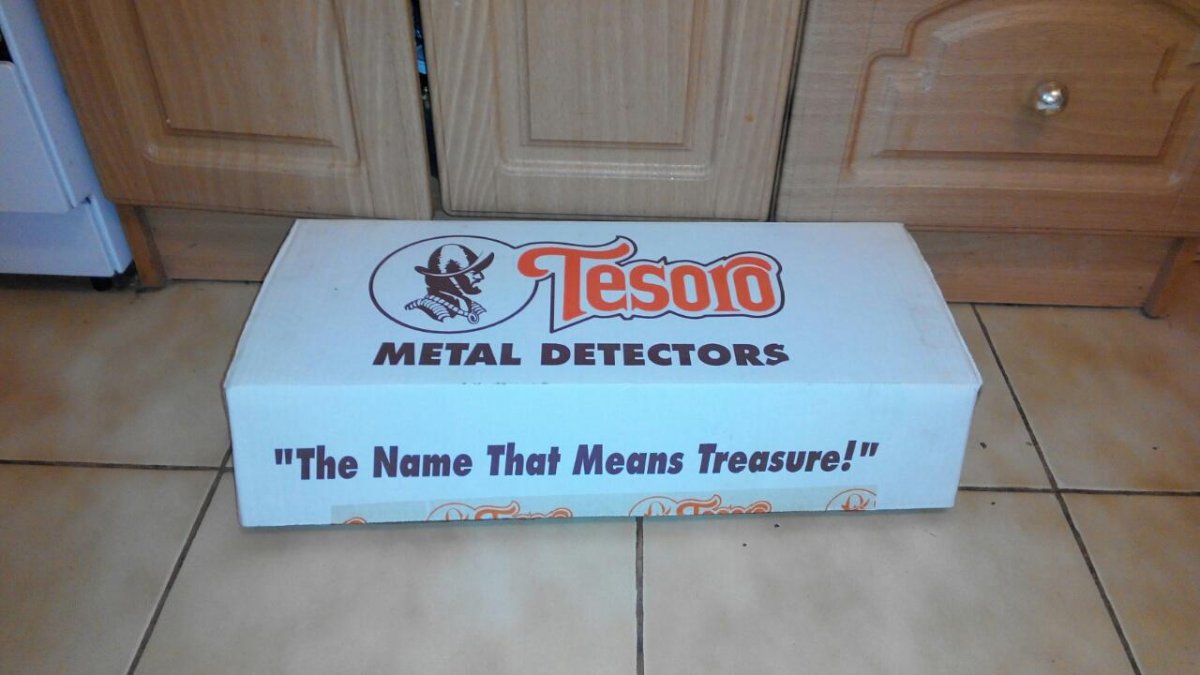 Tesoro
METAL DETECTORS
"The Name That Means Treasure!"